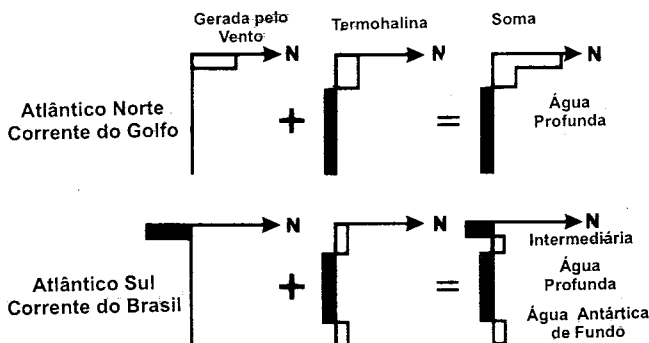 Gerada pelo
Vento
Termohalina
Soma
N
N
N
Atlântico Norte
Corrente do Golfo
+
=
Água
Profunda
N
N
N
Intermediária
Atlântico Sul
Corrente do Brasil
+
=
Água
Profunda
Água Antártica
de Fundo